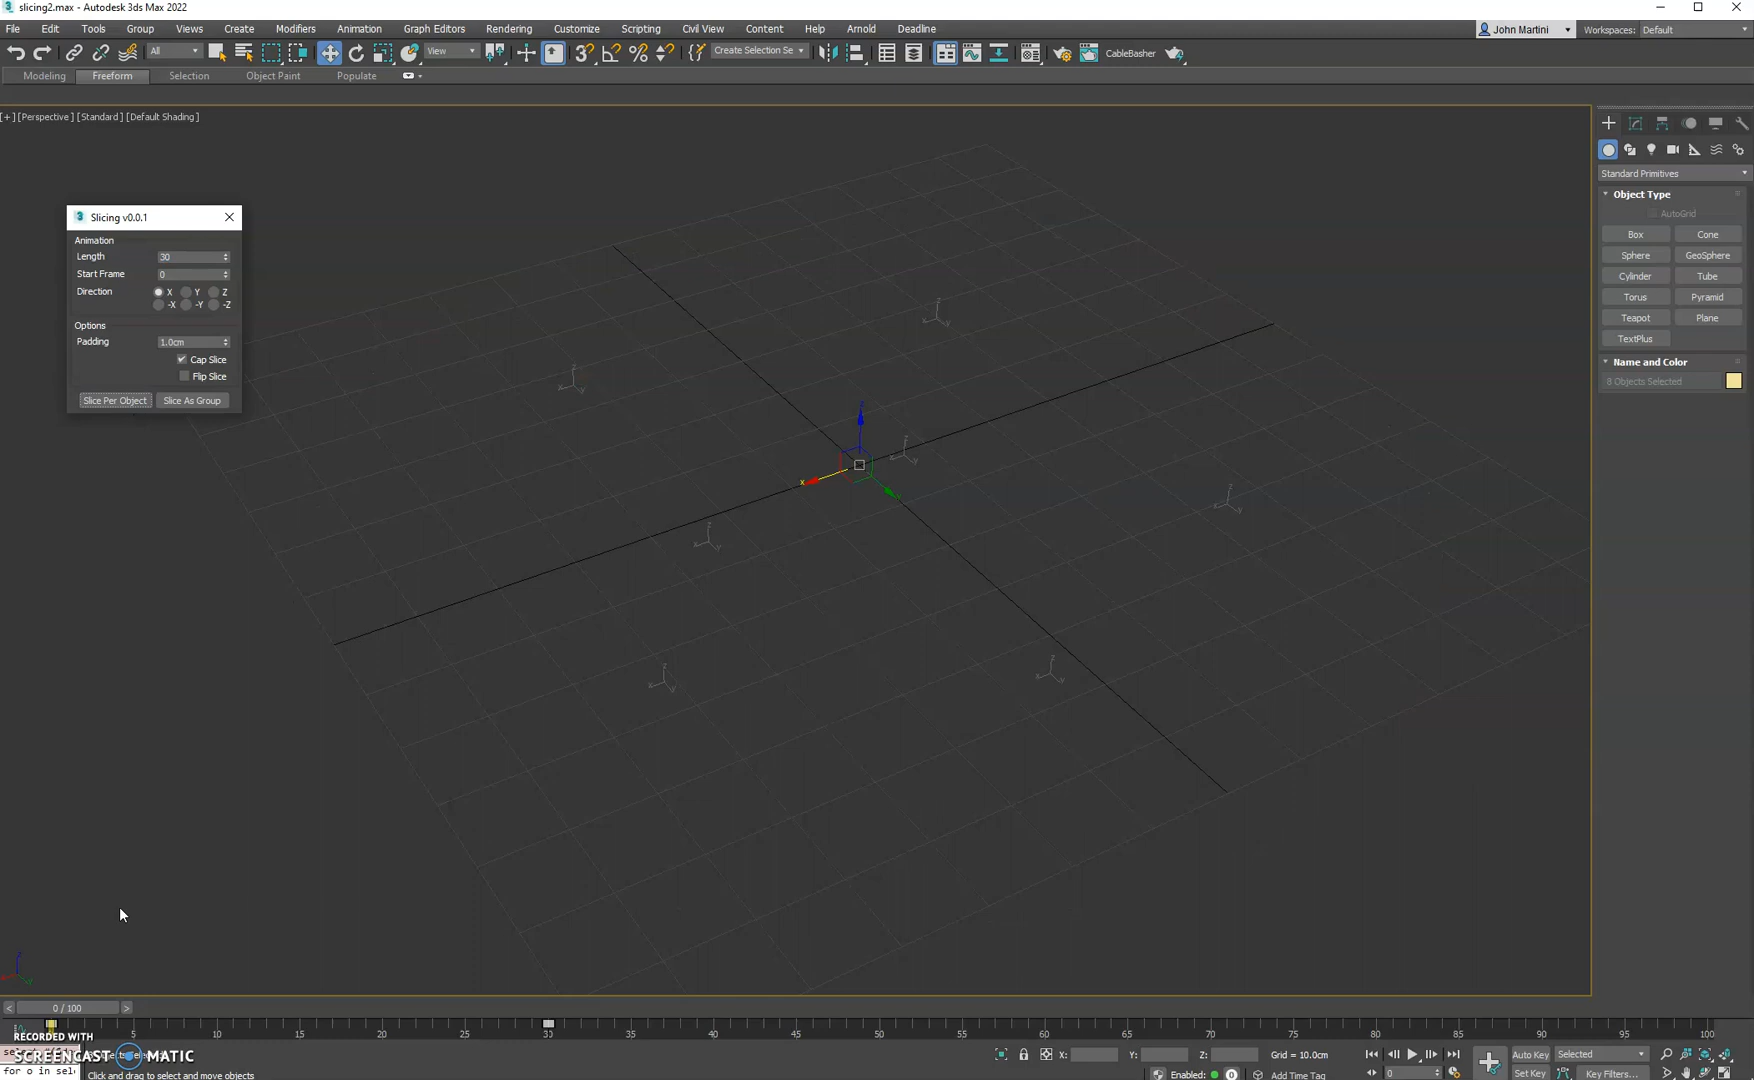 slicing2.max - Autodesk 3ds Max 2022
File Edit Tools Group Views Create Modifiers Animation Graph Editors Rendering Customize Scripting Civil View Content Help Arnold Deadline
John Martini Workspaces: Default
All View Create Selection Se CableBasher
Modeling Freeform Selection Object Paint Populate
[+] [Perspective] [Standard] [Default Shading]
Slicing v0.0.1
Animation
Length 30
Start Frame 0
Direction X Y Z
-X -Y -Z
Options
Padding 1.0cm
Cap Slice
Flip Slice
Slice Per Object Slice As Group
Standard Primitives
Object Type
AutoGrid
Box Cone
Sphere GeoSphere
Cylinder Tube
Torus Pyramid
Teapot Plane
TextPlus
Name and Color
8 Objects Selected
< 0 / 100 >
5 10 15 20 25 30 35 40 45 50 55 60 65 70 75 80 85 90 95 100
RECORDED WITH
SCREENCAST MATIC
X: Y: Z: Grid = 10.0cm
Auto Key Selected
for o in sel
Click and drag to select and move objects
Enabled: Add Time Tag
0
Set Key Key Filters...